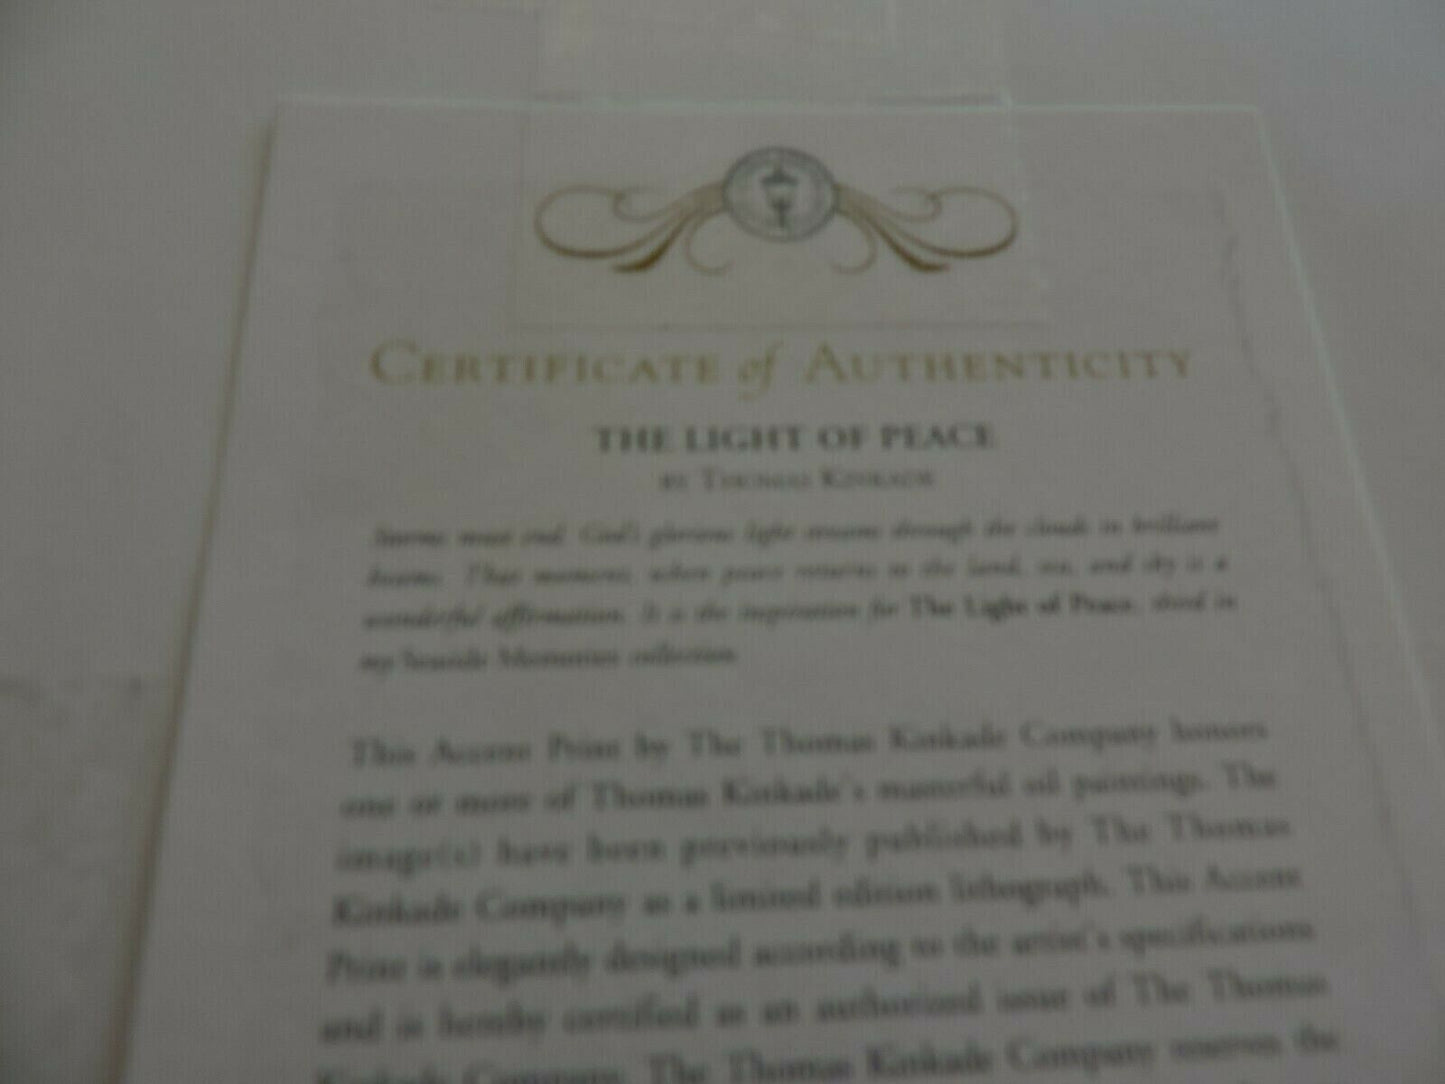 CERTIFICATE of AUTHENTICITY
THE LIGHT OF PEACE
BY THOMAS KINKADE
Storms must end. God's glorious light streams through the clouds in brilliant
beams. That moment, when peace returns to the land, sea, and sky is a
wonderful affirmation. It is the inspiration for The Light of Peace, third in
my Seaside Memories collection.
This Accent Print by The Thomas Kinkade Company honors
one or more of Thomas Kinkade's masterful oil paintings. The
image(s) have been previously published by The Thomas
Kinkade Company as a limited edition lithograph. This Accent
Print is elegantly designed according to the artist's specifications
and is hereby certified as an authorized issue of The Thomas
Kinkade Company. The Thomas Kinkade Company reserves the